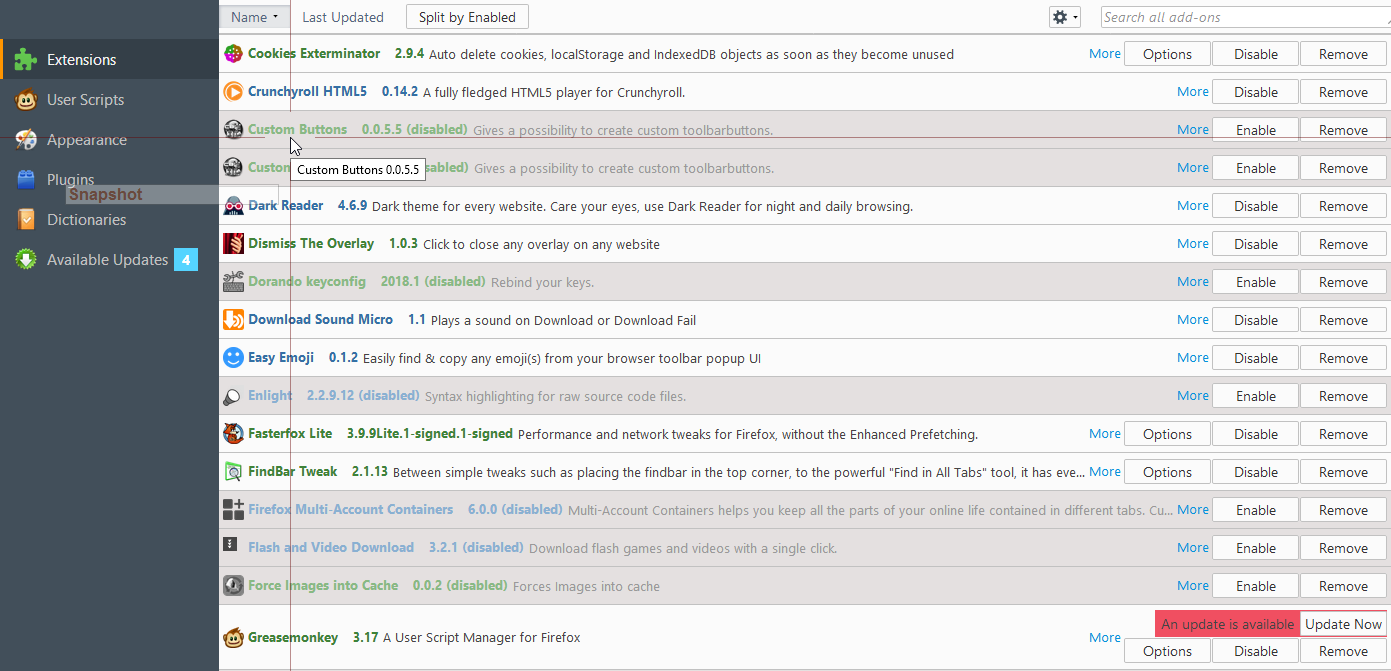 Name Last Updated Split by Enabled Search all add-ons
Extensions
User Scripts
Appearance
Plugins
Snapshot
Dictionaries
Available Updates 4
Cookies Exterminator 2.9.4 Auto delete cookies, localStorage and IndexedDB objects as soon as they become unused More Options Disable Remove
Crunchyroll HTML5 0.14.2 A fully fledged HTML5 player for Crunchyroll. More Disable Remove
Custom Buttons 0.0.5.5 (disabled) Gives a possibility to create custom toolbarbuttons. More Enable Remove
Custom Buttons 0.0.5.5
Gives a possibility to create custom toolbarbuttons. More Enable Remove
Dark Reader 4.6.9 Dark theme for every website. Care your eyes, use Dark Reader for night and daily browsing. More Disable Remove
Dismiss The Overlay 1.0.3 Click to close any overlay on any website More Disable Remove
Dorando keyconfig 2018.1 (disabled) Rebind your keys. More Enable Remove
Download Sound Micro 1.1 Plays a sound on Download or Download Fail More Disable Remove
Easy Emoji 0.1.2 Easily find & copy any emoji(s) from your browser toolbar popup UI More Disable Remove
Enlight 2.2.9.12 (disabled) Syntax highlighting for raw source code files. More Enable Remove
Fasterfox Lite 3.9.9Lite.1-signed.1-signed Performance and network tweaks for Firefox, without the Enhanced Prefetching. More Options Disable Remove
FindBar Tweak 2.1.13 Between simple tweaks such as placing the findbar in the top corner, to the powerful "Find in All Tabs" tool, it has eve... More Options Disable Remove
Firefox Multi-Account Containers 6.0.0 (disabled) Multi-Account Containers helps you keep all the parts of your online life contained in different tabs. Cu... More Enable Remove
Flash and Video Download 3.2.1 (disabled) Download flash games and videos with a single click. More Enable Remove
Force Images into Cache 0.0.2 (disabled) Forces Images into cache More Enable Remove
An update is available Update Now
Greasemonkey 3.17 A User Script Manager for Firefox More Options Disable Remove